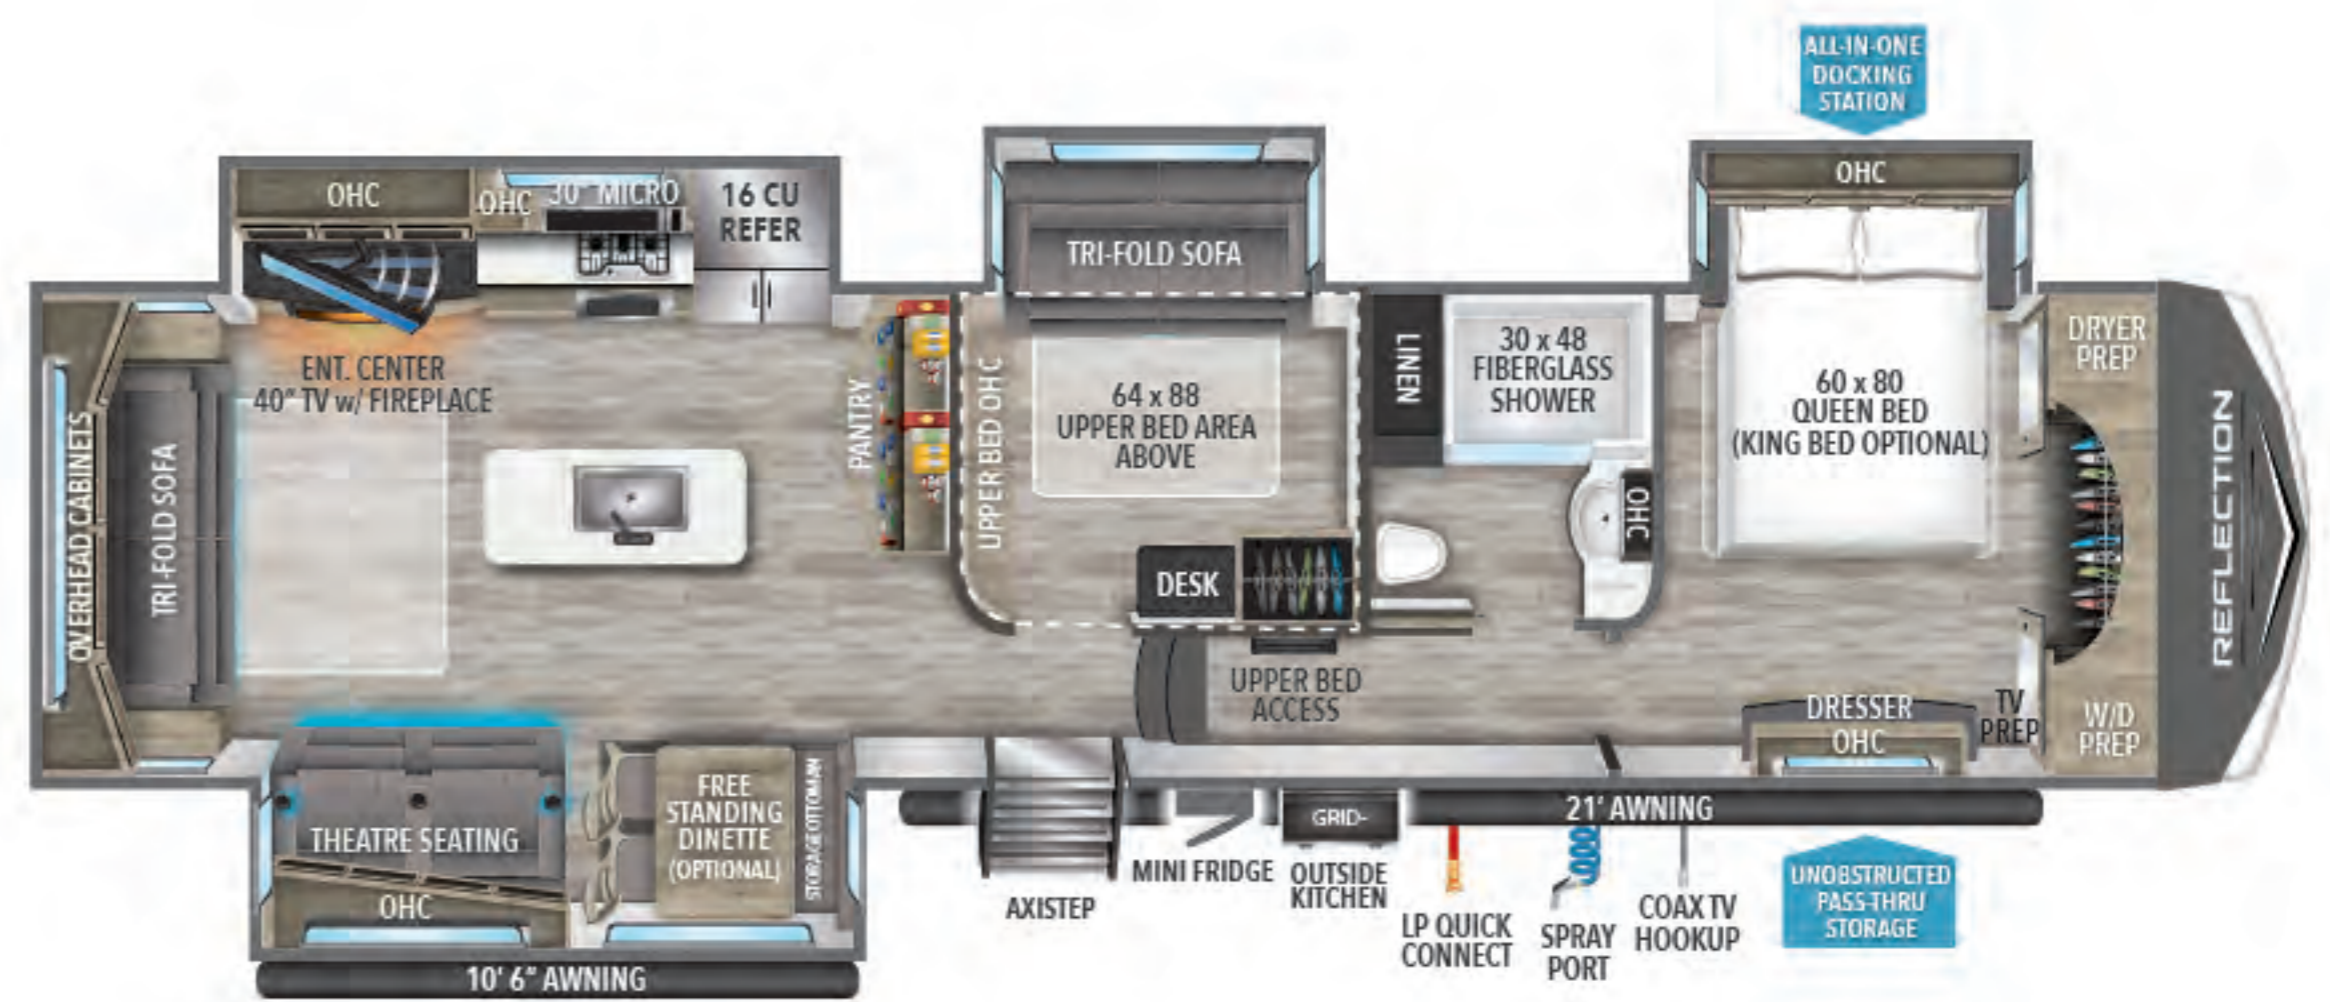 ALL-IN-ONE
DOCKING
STATION
OHC
OHC
30" MICRO
16 CU
REFER
TRI-FOLD SOFA
OHC
ENT. CENTER
40" TV w/ FIREPLACE
OVERHEAD CABINETS
TRI-FOLD SOFA
PANTRY
UPPER BED OHC
64 x 88
UPPER BED AREA
ABOVE
LINEN
30 x 48
FIBERGLASS
SHOWER
OHC
60 x 80
QUEEN BED
(KING BED OPTIONAL)
DRYER
PREP
REFLECTION
DESK
UPPER BED
ACCESS
DRESSER
OHC
TV
PREP
W/D
PREP
THEATRE SEATING
OHC
FREE
STANDING
DINETTE
(OPTIONAL)
STORAGE OTTOMAN
10' 6" AWNING
AXISTEP
MINI FRIDGE
GRID-
OUTSIDE
KITCHEN
21' AWNING
LP QUICK
CONNECT
SPRAY
PORT
COAX TV
HOOKUP
UNOBSTRUCTED
PASS-THRU
STORAGE